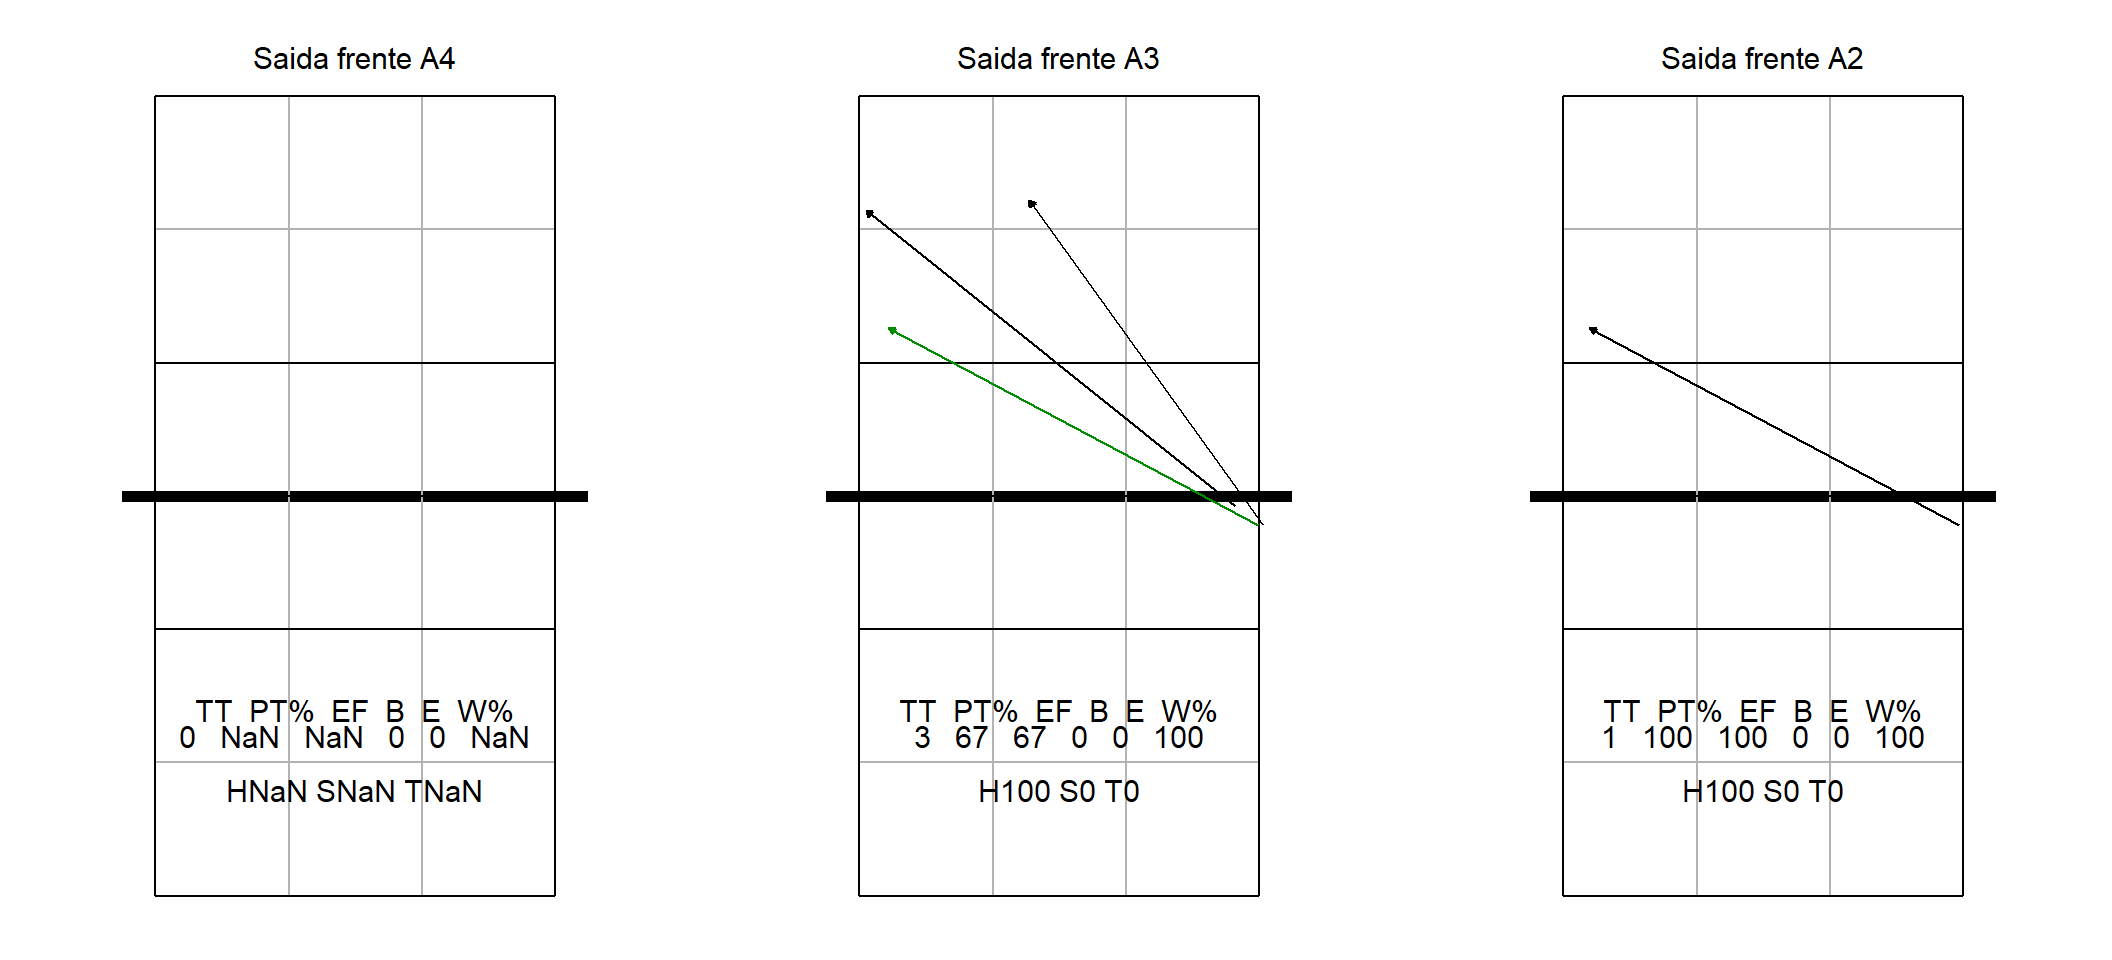 Saida frente A4
TT PT% EF B E W%
0 NaN NaN 0 0 NaN
HNaN SNaN TNaN
Saida frente A3
TT PT% EF B E W%
3 67 67 0 0 100
H100 S0 T0
Saida frente A2
TT PT% EF B E W%
1 100 100 0 0 100
H100 S0 T0